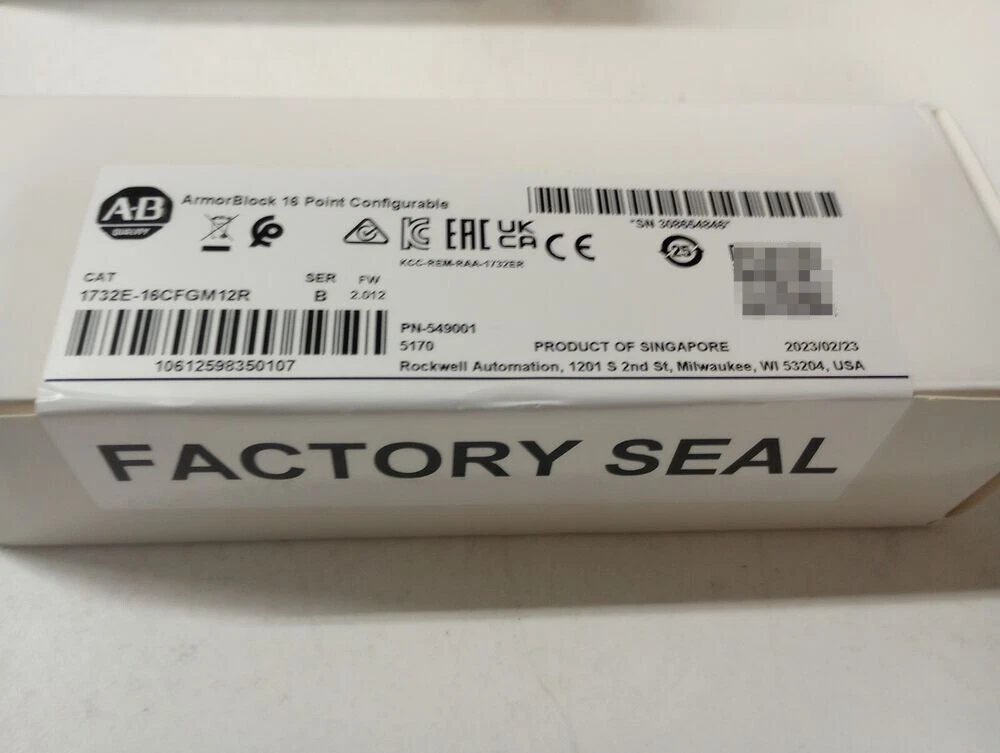 A-B
QUALITY
ArmorBlock 16 Point Configurable
*SN 308654846*
EAC
UK
CA
CE
25
KCC-REM-RAA-1732ER
CAT
SER
FW
1732E-16CFGM12R
B
2.012
10612598350107
PN-549001
5170
PRODUCT OF SINGAPORE
2023/02/23
Rockwell Automation, 1201 S 2nd St, Milwaukee, WI 53204, USA
FACTORY SEAL